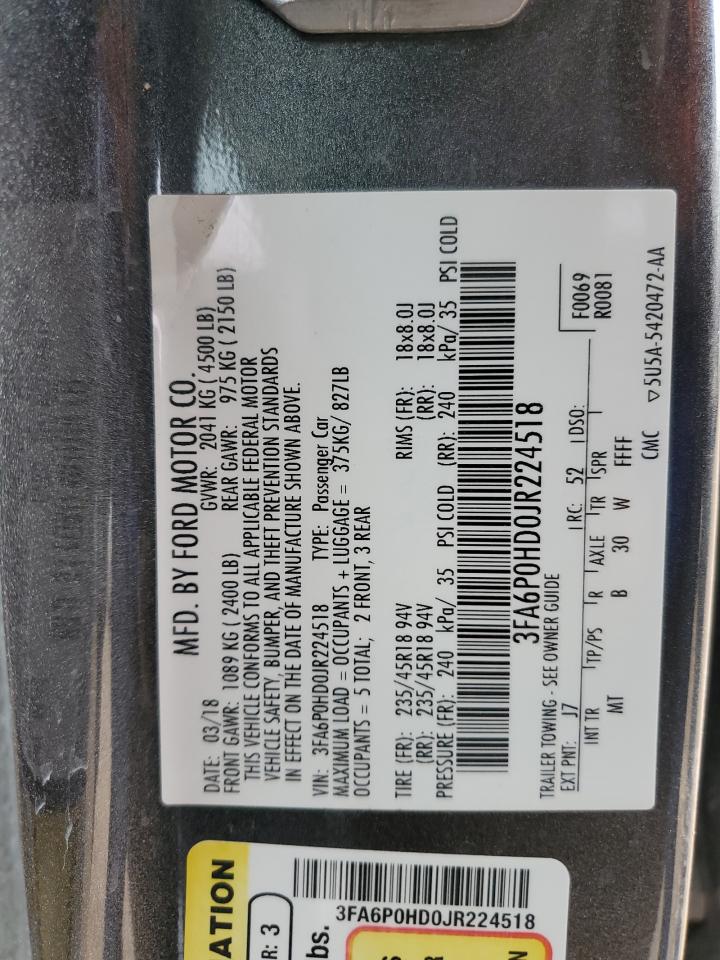 MFD. BY FORD MOTOR CO.
DATE: 03/18 GVWR: 2041 KG ( 4500 LB)
FRONT GAWR: 1089 KG ( 2400 LB) REAR GAWR: 975 KG ( 2150 LB)
THIS VEHICLE CONFORMS TO ALL APPLICABLE FEDERAL MOTOR
VEHICLE SAFETY, BUMPER, AND THEFT PREVENTION STANDARDS
IN EFFECT ON THE DATE OF MANUFACTURE SHOWN ABOVE.
VIN: 3FA6P0HD0JR224518 TYPE: Passenger Car
MAXIMUM LOAD = OCCUPANTS + LUGGAGE = 375KG/ 827LB
OCCUPANTS = 5 TOTAL; 2 FRONT, 3 REAR
TIRE (FR): 235/45R18 94V RIMS (FR): 18x8.0J
(RR): 235/45R18 94V (RR): 18x8.0J
PRESSURE (FR): 240 kPa/ 35 PSI COLD (RR): 240 kPa/ 35 PSI COLD
3FA6P0HD0JR224518
TRAILER TOWING - SEE OWNER GUIDE
EXT PNT: J7 RC: 52 DSO: F0069
R0081
INT TR TP/PS R AXLE TR SPR
MT B 30 W FFFF
CMC ▽5U5A-5420472-AA
ATION
R: 3
3FA6P0HD0JR224518
bs.
S
R
N